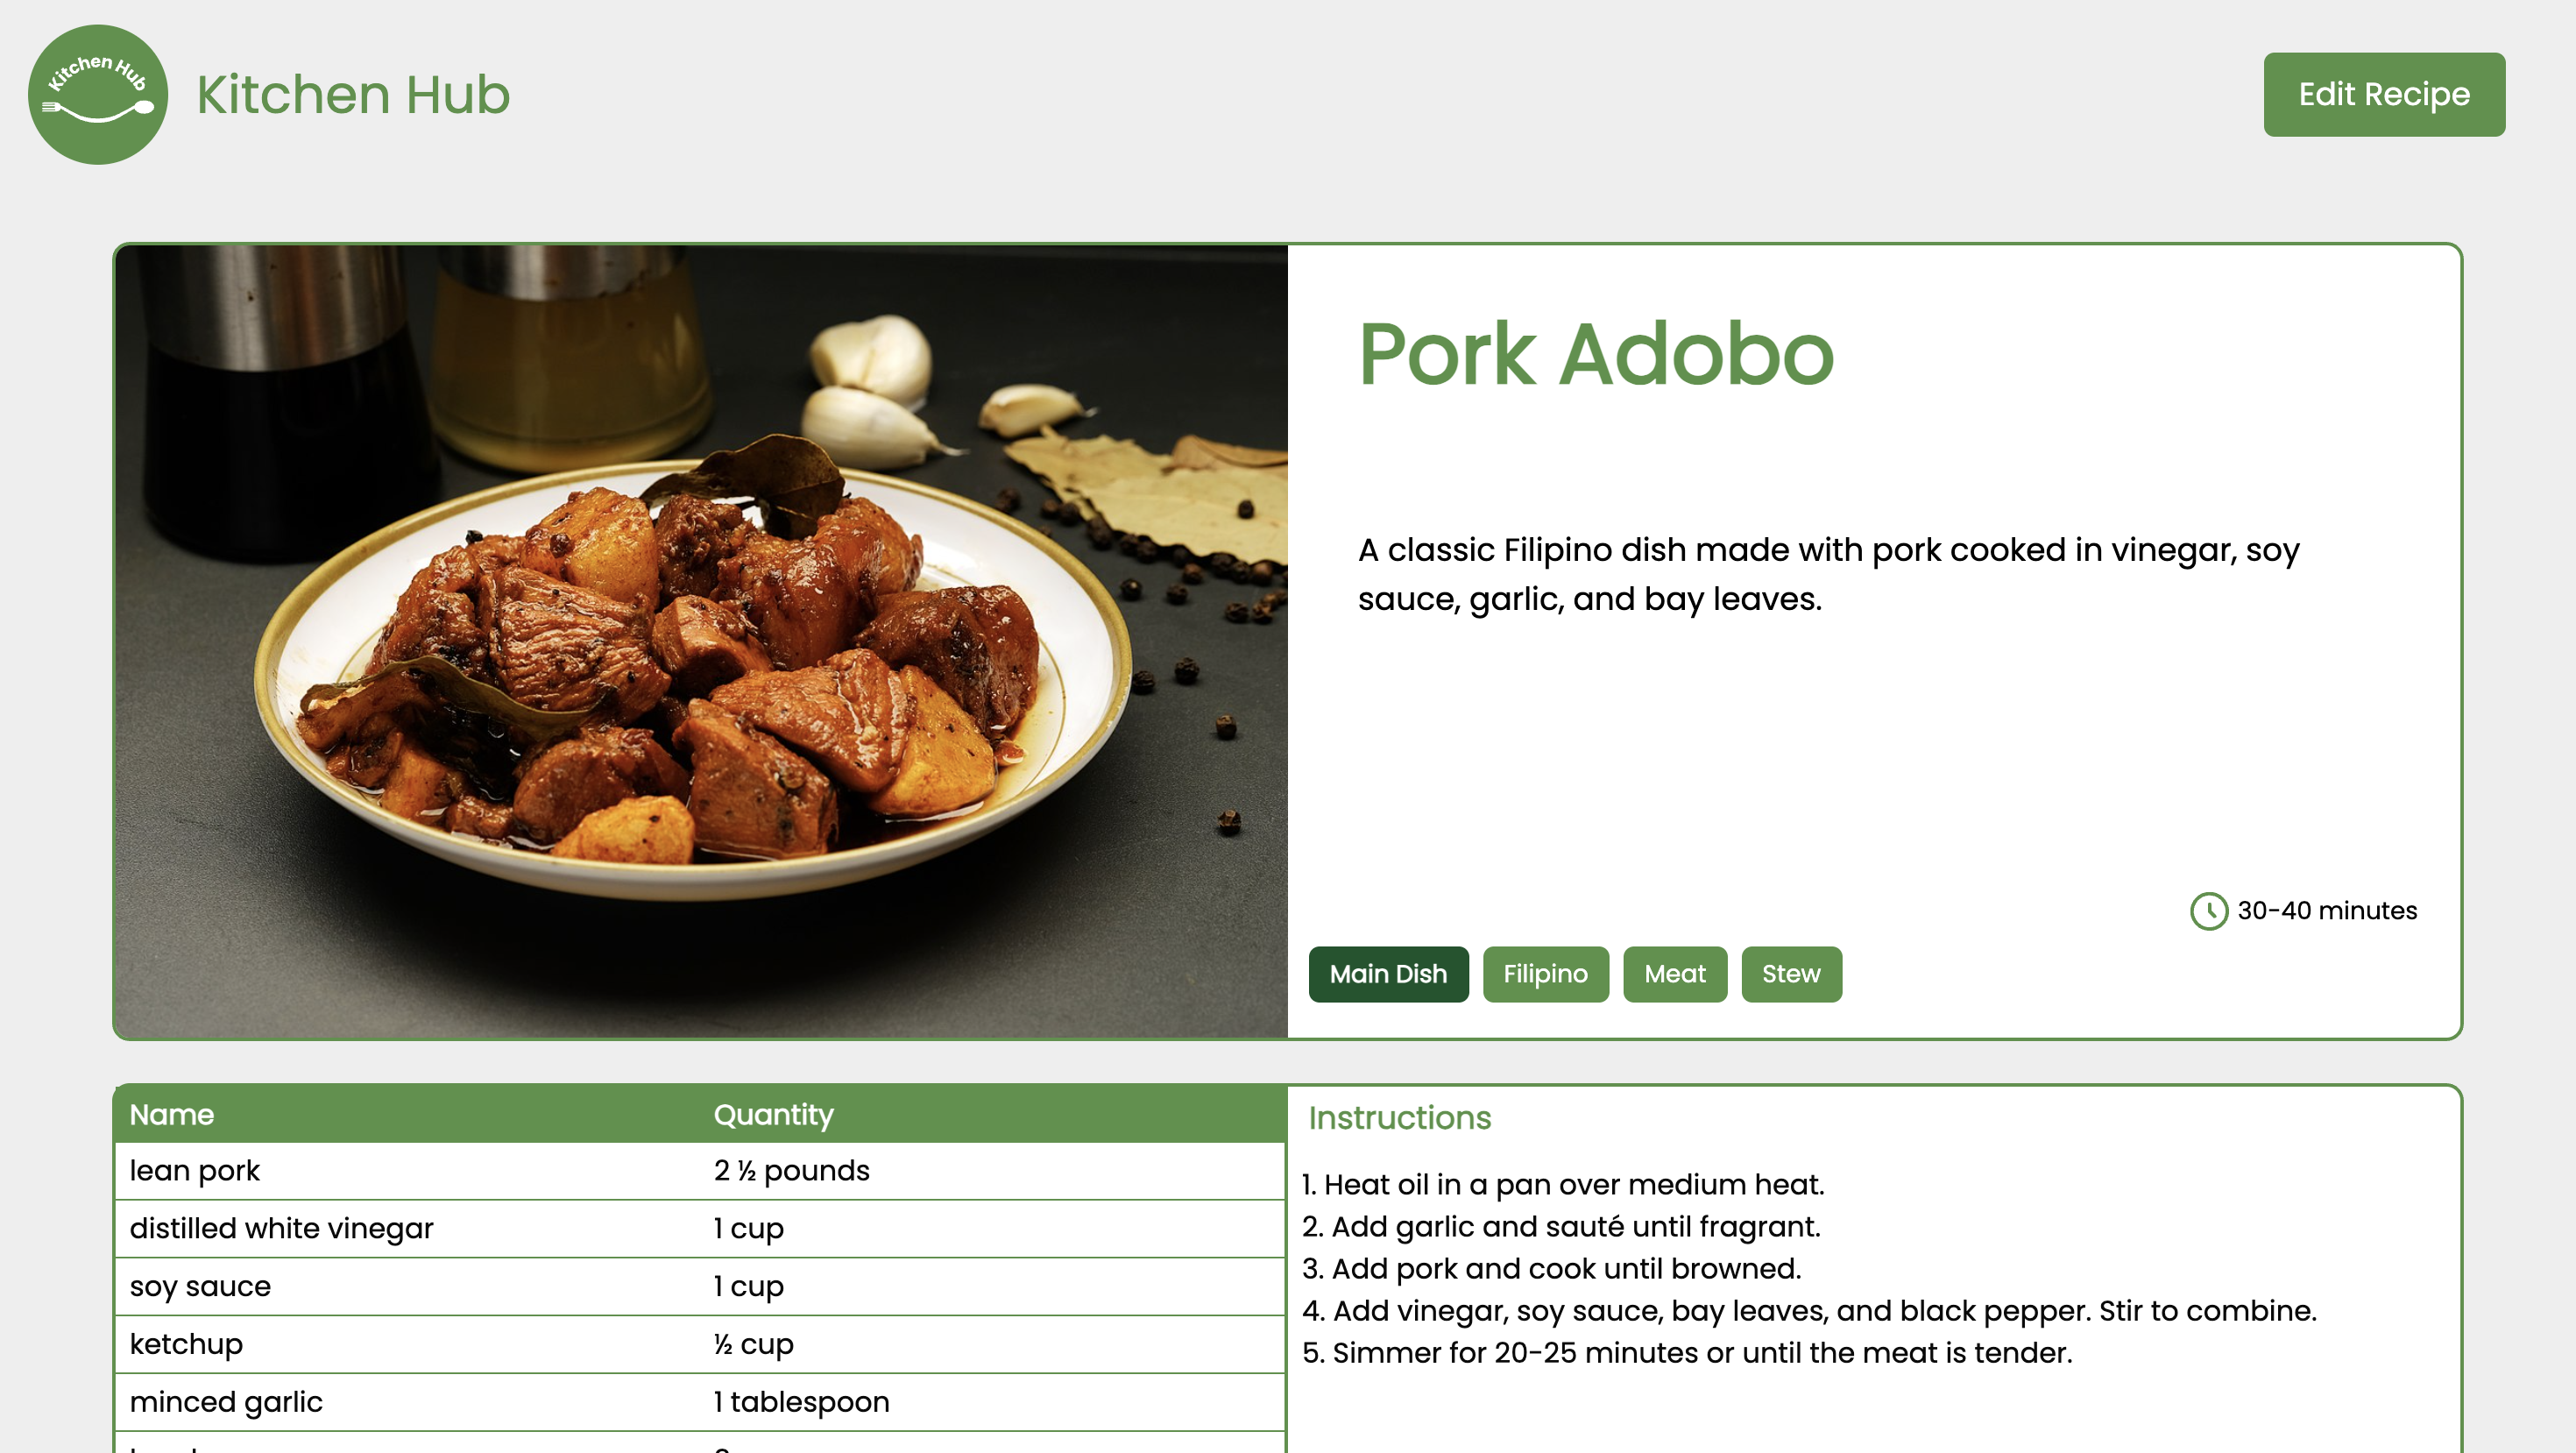 Kitchen Hub
Kitchen Hub
Edit Recipe
Pork Adobo
A classic Filipino dish made with pork cooked in vinegar, soy
sauce, garlic, and bay leaves.
30-40 minutes
Main Dish Filipino Meat Stew
Name Quantity
lean pork 2 ½ pounds
distilled white vinegar 1 cup
soy sauce 1 cup
ketchup ½ cup
minced garlic 1 tablespoon
Instructions
1. Heat oil in a pan over medium heat.
2. Add garlic and sauté until fragrant.
3. Add pork and cook until browned.
4. Add vinegar, soy sauce, bay leaves, and black pepper. Stir to combine.
5. Simmer for 20-25 minutes or until the meat is tender.